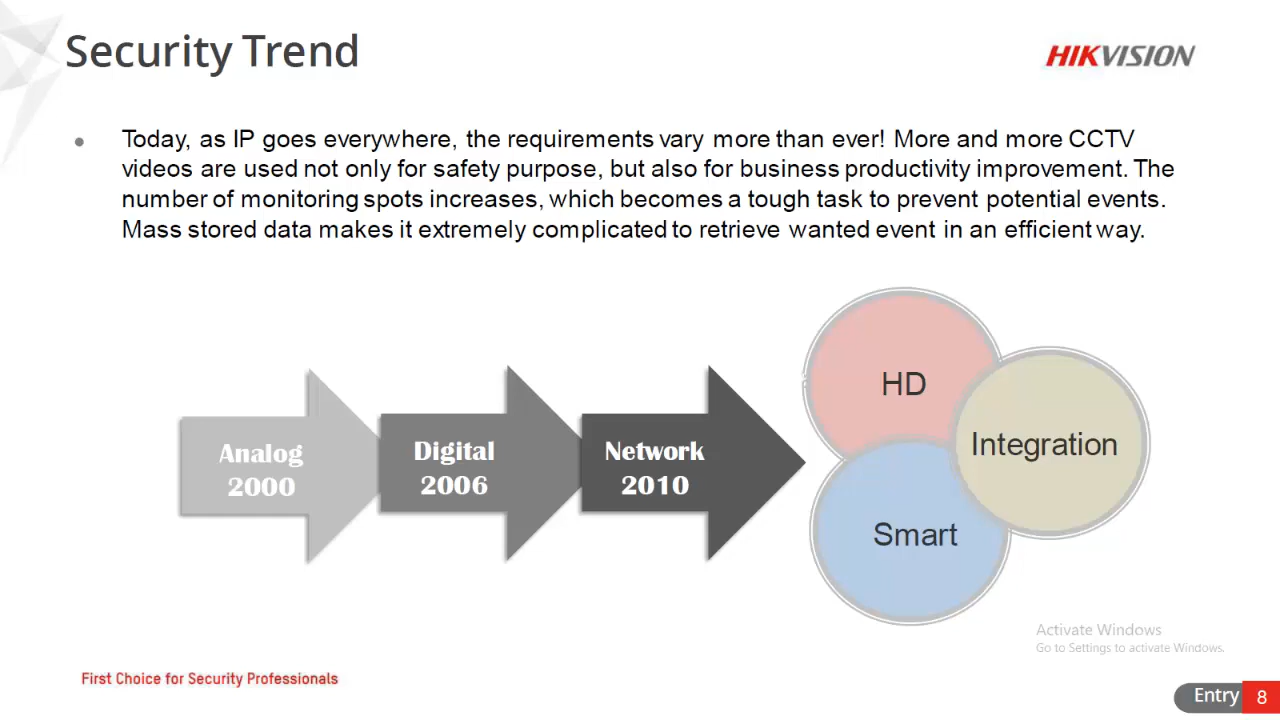 Security Trend
HIKVISION
Today, as IP goes everywhere, the requirements vary more than ever! More and more CCTV
videos are used not only for safety purpose, but also for business productivity improvement. The
number of monitoring spots increases, which becomes a tough task to prevent potential events.
Mass stored data makes it extremely complicated to retrieve wanted event in an efficient way.
Analog
2000
Digital
2006
Network
2010
HD
Integration
Smart
Activate Windows
Go to Settings to activate Windows.
First Choice for Security Professionals
Entry 8